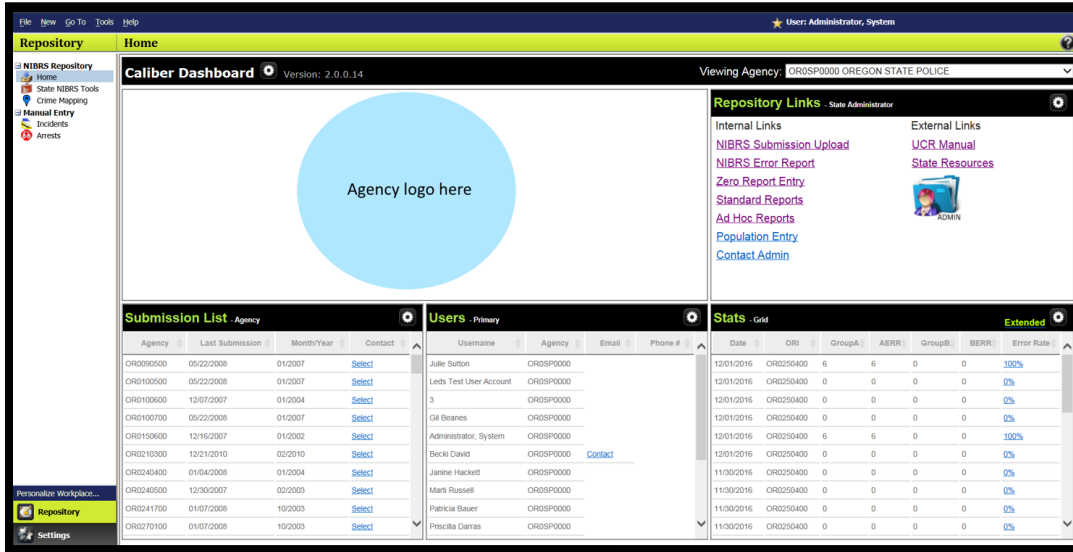 File New Go To Tools Help
User: Administrator, System
Repository
Home
NIBRS Repository
Home
State NIBRS Tools
Crime Mapping
Manual Entry
Incidents
Arrests
Personalize Workplace...
Repository
Settings
Caliber Dashboard Version: 2.0.0.14
Viewing Agency: OR0SP0000 OREGON STATE POLICE
Agency logo here
Repository Links - State Administrator
Internal Links External Links
NIBRS Submission Upload UCR Manual
NIBRS Error Report State Resources
Zero Report Entry
Standard Reports
Ad Hoc Reports
ADMIN
Population Entry
Contact Admin
Submission List - Agency
Agency Last Submission Month/Year Contact
OR0090500 05/22/2008 01/2007 Select
OR0100500 05/22/2008 01/2007 Select
OR0100600 12/07/2007 01/2004 Select
OR0100700 05/22/2008 01/2007 Select
OR0150600 12/16/2007 01/2002 Select
OR0210300 12/21/2010 02/2010 Select
OR0240400 01/04/2008 01/2004 Select
OR0240500 12/30/2007 02/2003 Select
OR0241700 01/07/2008 10/2003 Select
OR0270100 01/07/2008 10/2003 Select
Users - Primary
Username Agency Email Phone #
Julie Sutton OR0SP0000
Leds Test User Account OR0SP0000
3 OR0SP0000
Gil Beanes OR0SP0000
Administrator, System OR0SP0000
Becki David OR0SP0000 Contact
Janine Hackett OR0SP0000
Marti Russell OR0SP0000
Patricia Bauer OR0SP0000
Priscilla Darras OR0SP0000
Stats - Grid Extended
Date ORI GroupA AERR GroupB BERR Error Rate
12/01/2016 OR0250400 6 6 0 0 100%
12/01/2016 OR0250400 0 0 0 0 0%
12/01/2016 OR0250400 0 0 0 0 0%
12/01/2016 OR0250400 0 0 0 0 0%
12/01/2016 OR0250400 6 6 0 0 100%
12/01/2016 OR0250400 0 0 0 0 0%
11/30/2016 OR0250400 0 0 0 0 0%
11/30/2016 OR0250400 0 0 0 0 0%
11/30/2016 OR0250400 0 0 0 0 0%
11/30/2016 OR0250400 0 0 0 0 0%